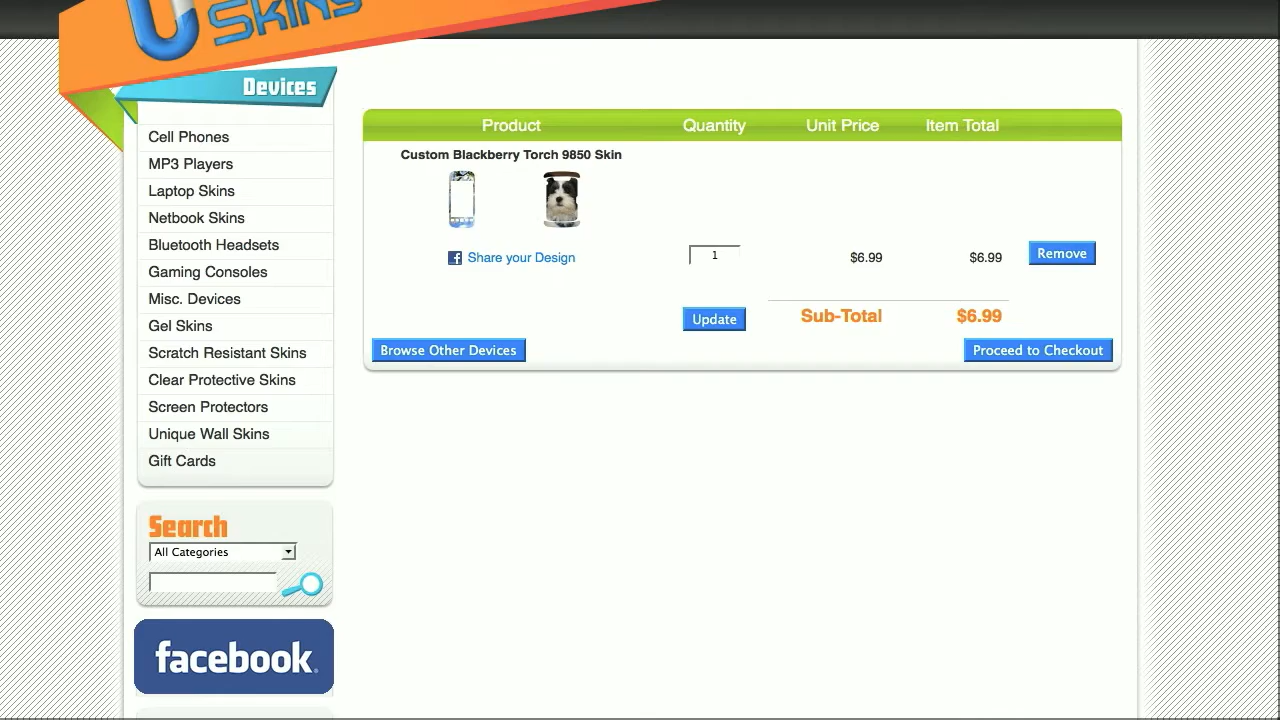 U Skins
Devices
Cell Phones
MP3 Players
Laptop Skins
Netbook Skins
Bluetooth Headsets
Gaming Consoles
Misc. Devices
Gel Skins
Scratch Resistant Skins
Clear Protective Skins
Screen Protectors
Unique Wall Skins
Gift Cards
Search
All Categories
facebook.
Product Quantity Unit Price Item Total
Custom Blackberry Torch 9850 Skin
Share your Design 1 $6.99 $6.99 Remove
Update Sub-Total $6.99
Browse Other Devices Proceed to Checkout